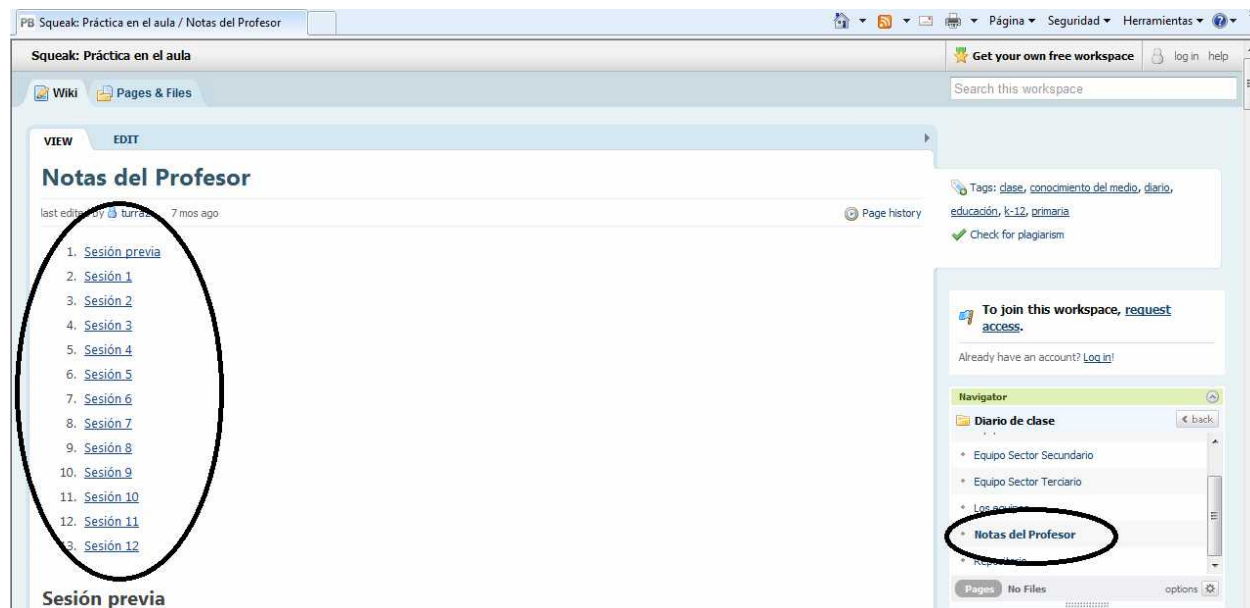 PB Squeak: Práctica en el aula / Notas del Profesor
Página Seguridad Herramientas
Squeak: Práctica en el aula
Get your own free workspace log in help
Wiki Pages & Files
Search this workspace
VIEW EDIT
Notas del Profesor
last edited by 7 mos ago Page history
1. Sesión previa
2. Sesión 1
3. Sesión 2
4. Sesión 3
5. Sesión 4
6. Sesión 5
7. Sesión 6
8. Sesión 7
9. Sesión 8
10. Sesión 9
11. Sesión 10
12. Sesión 11
13. Sesión 12
Sesión previa
Tags: clase, conocimiento del medio, diario,
educación, k-12, primaria
Check for plagiarism
To join this workspace, request
access.
Already have an account? Log in!
Navigator
Diario de clase back
Equipo Sector Secundario
Equipo Sector Terciario
Los equipos
Notas del Profesor
Repositorio
Pages No Files options